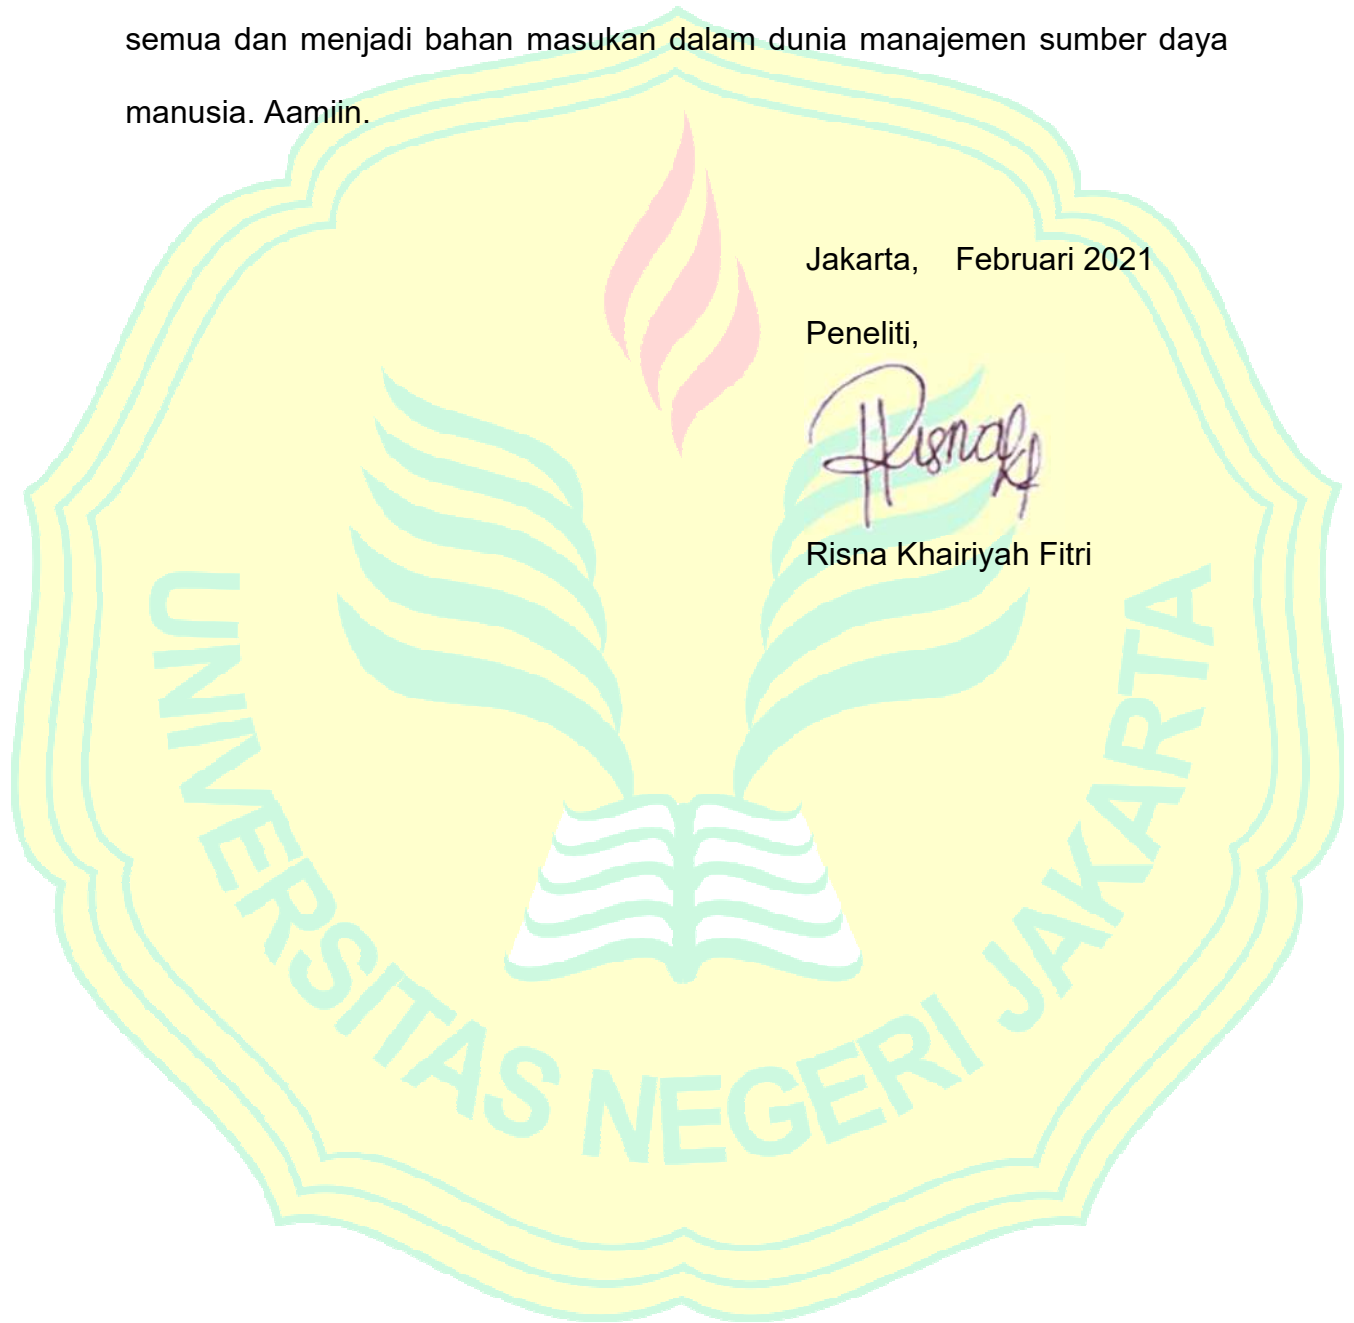 semua dan menjadi bahan masukan dalam dunia manajemen sumber daya
manusia. Aamiin.
Jakarta, Februari 2021
Peneliti,
Risna
Risna Khairiyah Fitri
UNIVERSITAS NEGERI JAKARTA